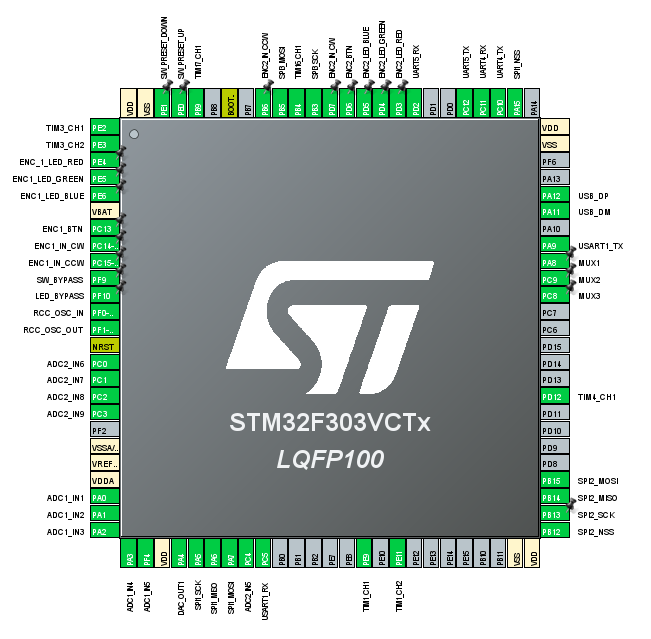 SW_PRESET_DOWN
SW_PRESET_UP
TIM17_CH1
ENC2_IN_CCW
SPI3_MOSI
TIM16_CH1
SPI3_SCK
ENC2_IN_CW
ENC2_BTN
ENC2_LED_BLUE
ENC2_LED_GREEN
ENC2_LED_RED
UART5_RX
UART5_TX
UART4_RX
UART4_TX
SPI1_NSS
VDD
VSS
PE1
PE0
PB9
PB8
BOOT..
PB7
PB6
PB5
PB4
PB3
PD7
PD6
PD5
PD4
PD3
PD2
PD1
PD0
PC12
PC11
PC10
PA15
PA14
TIM3_CH1 PE2
TIM3_CH2 PE3
ENC_1_LED_RED PE4
ENC1_LED_GREEN PE5
ENC1_LED_BLUE PE6
VBAT
ENC1_BTN PC13
ENC1_IN_CW PC14-..
ENC1_IN_CCW PC15-..
SW_BYPASS PF9
LED_BYPASS PF10
RCC_OSC_IN PF0-..
RCC_OSC_OUT PF1-..
NRST
ADC2_IN6 PC0
ADC2_IN7 PC1
ADC2_IN8 PC2
ADC2_IN9 PC3
PF2
VSSA/..
VREF..
VDDA
ADC1_IN1 PA0
ADC1_IN2 PA1
ADC1_IN3 PA2
VDD
VSS
PF6
PA13
PA12 USB_DP
PA11 USB_DM
PA10
PA9 USART1_TX
PA8 MUX1
PC9 MUX2
PC8 MUX3
PC7
PC6
PD15
PD14
PD13
PD12 TIM4_CH1
PD11
PD10
PD9
PD8
PB15 SPI2_MOSI
PB14 SPI2_MISO
PB13 SPI2_SCK
PB12 SPI2_NSS
ST
STM32F303VCTx
LQFP100
PA3
PF4
VDD
PA4
PA5
PA6
PA7
PC4
PC5
PB0
PB1
PB2
PE7
PE8
PE9
PE10
PE11
PE12
PE13
PE14
PE15
PB10
PB11
VSS
VDD
ADC1_IN4
ADC1_IN5
DAC_OUT1
SPI1_SCK
SPI1_MISO
SPI1_MOSI
ADC2_IN5
USART1_RX
TIM1_CH1
TIM1_CH2